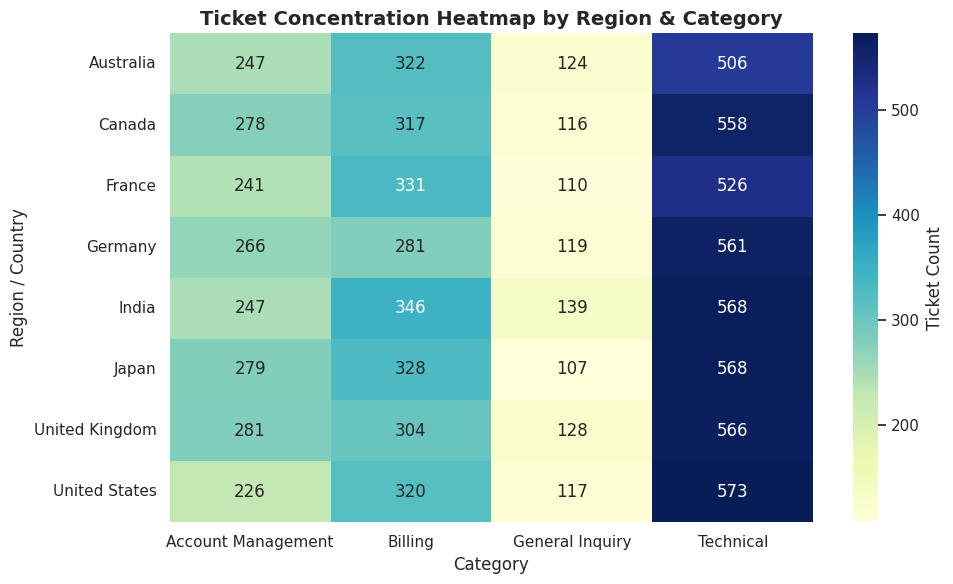 Ticket Concentration Heatmap by Region & Category
Region / Country
Australia 247 322 124 506
Canada 278 317 116 558
France 241 331 110 526
Germany 266 281 119 561
India 247 346 139 568
Japan 279 328 107 568
United Kingdom 281 304 128 566
United States 226 320 117 573
Account Management Billing General Inquiry Technical
Category
500
400
300
200
Ticket Count